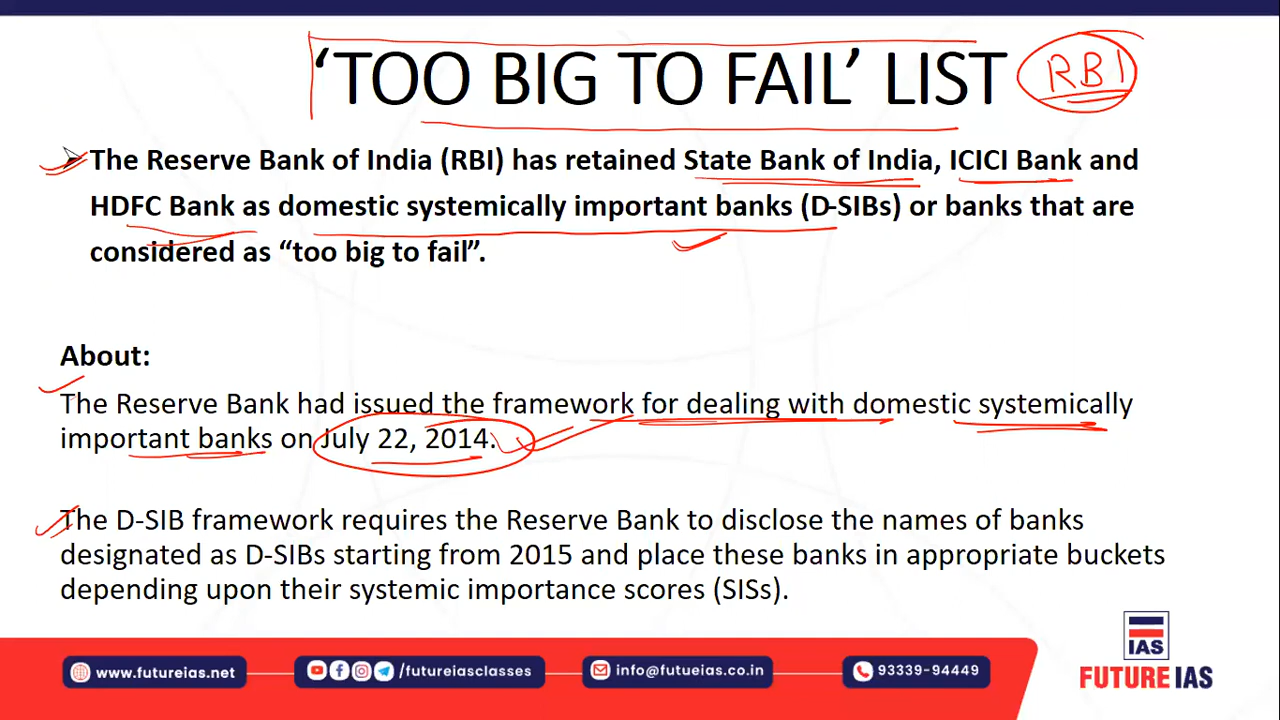 ‘TOO BIG TO FAIL’ LIST RBI
The Reserve Bank of India (RBI) has retained State Bank of India, ICICI Bank and
HDFC Bank as domestic systemically important banks (D-SIBs) or banks that are
considered as “too big to fail”.
About:
The Reserve Bank had issued the framework for dealing with domestic systemically
important banks on July 22, 2014.
The D-SIB framework requires the Reserve Bank to disclose the names of banks
designated as D-SIBs starting from 2015 and place these banks in appropriate buckets
depending upon their systemic importance scores (SISs).
IAS
www.futureias.net /futureiasclasses info@futueias.co.in 93339-94449
FUTURE IAS